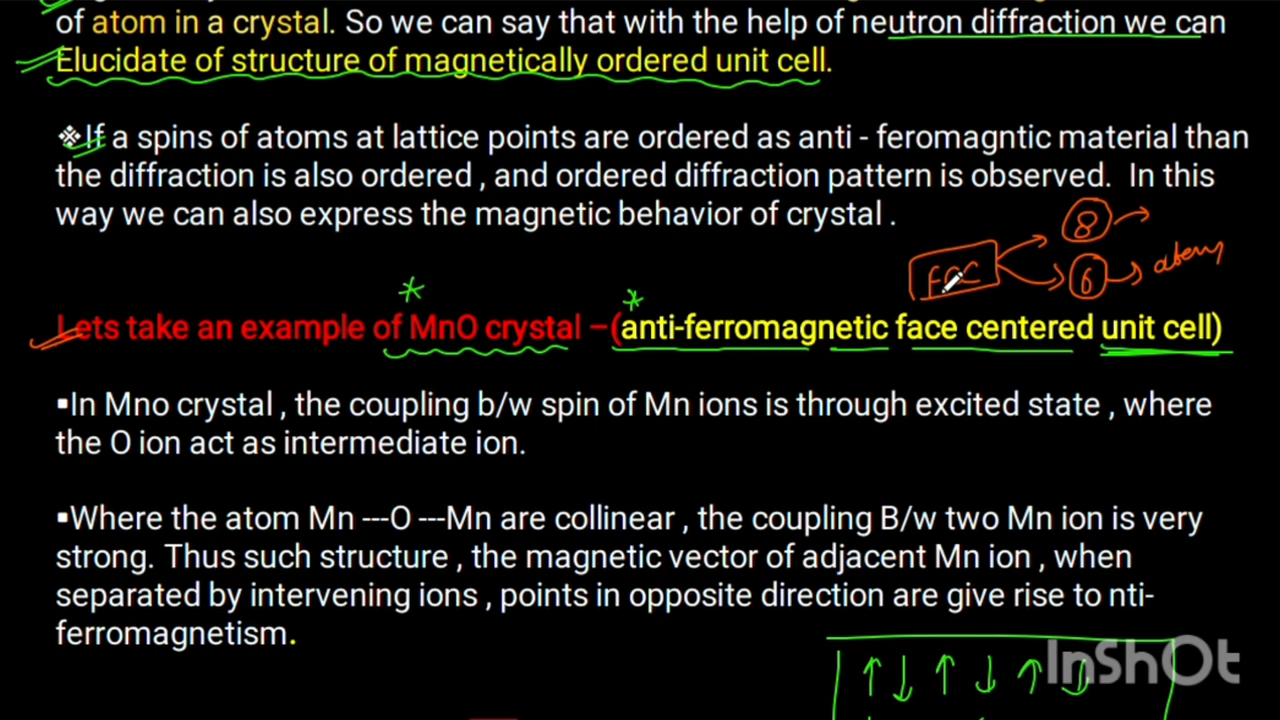 of atom in a crystal. So we can say that with the help of neutron diffraction we can
Elucidate of structure of magnetically ordered unit cell.
❖If a spins of atoms at lattice points are ordered as anti - feromagntic material than
the diffraction is also ordered , and ordered diffraction pattern is observed. In this
way we can also express the magnetic behavior of crystal .
8
FCC
6
Lets take an example of MnO crystal –(anti-ferromagnetic face centered unit cell)
▪In Mno crystal , the coupling b/w spin of Mn ions is through excited state , where
the O ion act as intermediate ion.
▪Where the atom Mn ---O ---Mn are collinear , the coupling B/w two Mn ion is very
strong. Thus such structure , the magnetic vector of adjacent Mn ion , when
separated by intervening ions , points in opposite direction are give rise to nti-
ferromagnetism.
InShOt